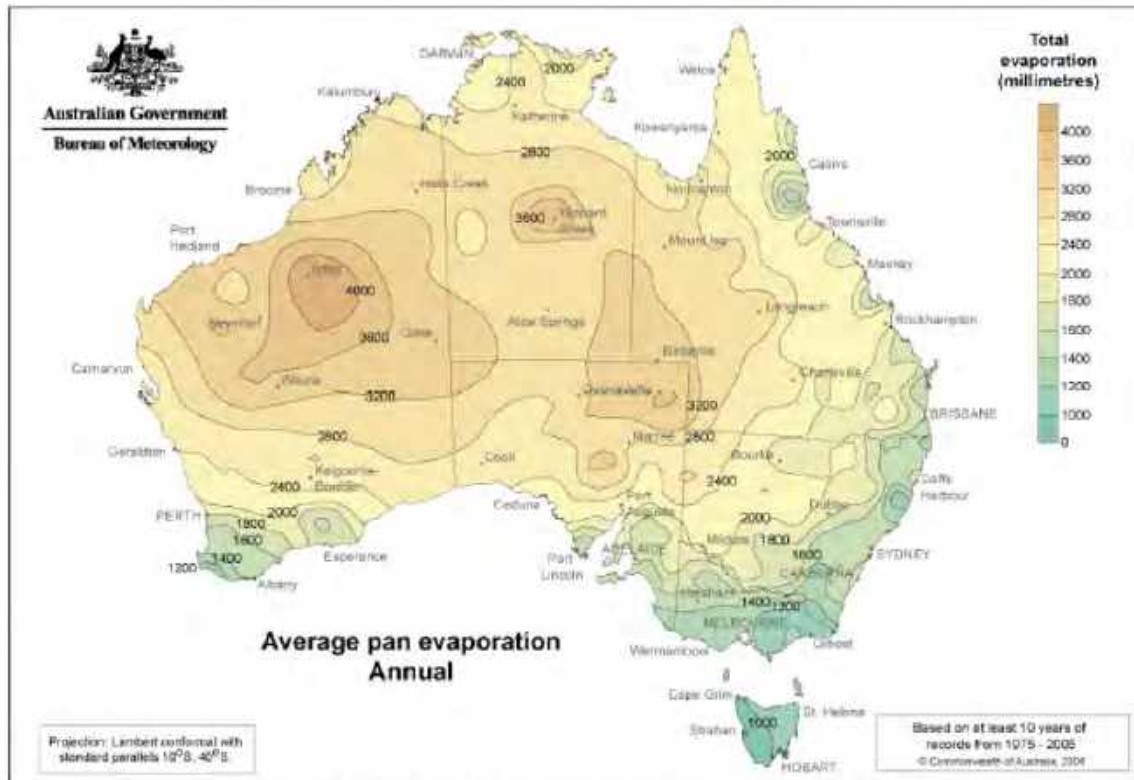 Australian Government
Bureau of Meteorology
Total
evaporation
(millimetres)
4000
3600
3200
2800
2400
2000
1800
1600
1400
1200
1000
0
DARWIN
2000
2400
Weipa
Kalumburu
Katherine
Kowanyama
2800
2000
Cairns
Broome
Halls Creek
Normanton
3600
Tennant
Creek
Townsville
Port
Hedland
Mount Isa
Mackay
4000
Longreach
Alice Springs
Rockhampton
3600
Giles
Birdsville
Carnarvon
Charleville
Wiluna
3200
Oodnadatta
3200
BRISBANE
2800
Marree
2800
Geraldton
Cook
Bourke
Kalgoorlie-
Boulder
2400
2400
Coffs
Harbour
PERTH
2000
Ceduna
Port
Augusta
Dubbo
1800
2000
1600
ADELAIDE
Mildura
1800
1600
SYDNEY
1200
1400
Esperance
Port
Lincoln
CANBERRA
Albany
Horsham
1400
1200
MELBOURNE
Average pan evaporation
Annual
Warrnambool
Gabo
Cape Grim
St. Helens
Strahan
1000
HOBART
Projection: Lambert conformal with
standard parallels 10°S, 40°S.
Based on at least 10 years of
records from 1975 - 2005
© Commonwealth of Australia, 2006